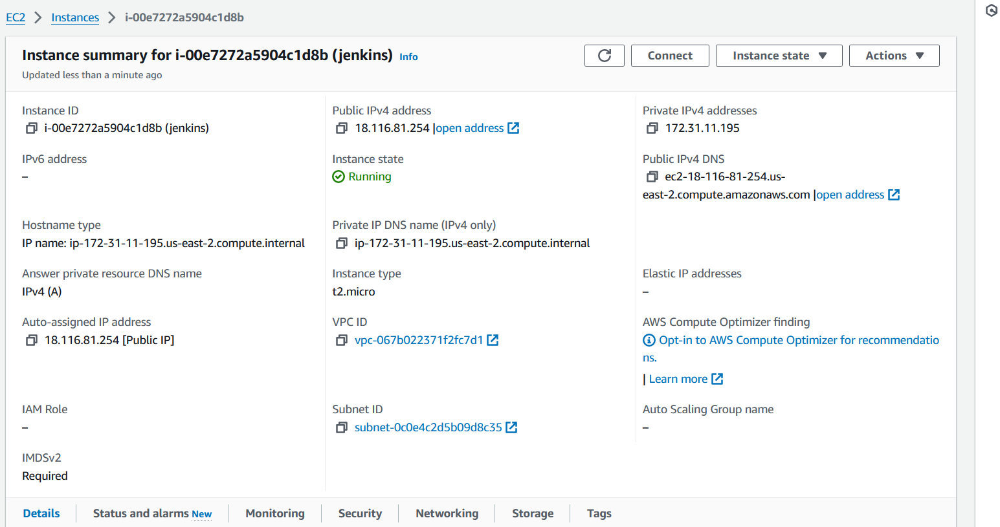 EC2 > Instances > i-00e7272a5904c1d8b
Instance summary for i-00e7272a5904c1d8b (jenkins) Info
Updated less than a minute ago
Connect
Instance state
Actions
Instance ID
i-00e7272a5904c1d8b (jenkins)
Public IPv4 address
18.116.81.254 |open address
Private IPv4 addresses
172.31.11.195
IPv6 address
–
Instance state
Running
Public IPv4 DNS
ec2-18-116-81-254.us-
east-2.compute.amazonaws.com |open address
Hostname type
IP name: ip-172-31-11-195.us-east-2.compute.internal
Private IP DNS name (IPv4 only)
ip-172-31-11-195.us-east-2.compute.internal
Answer private resource DNS name
IPv4 (A)
Instance type
t2.micro
Elastic IP addresses
–
Auto-assigned IP address
18.116.81.254 [Public IP]
VPC ID
vpc-067b022371f2fc7d1
AWS Compute Optimizer finding
Opt-in to AWS Compute Optimizer for recommendatio
ns.
| Learn more
IAM Role
–
Subnet ID
subnet-0c0e4c2d5b09d8c35
Auto Scaling Group name
–
IMDSv2
Required
Details
Status and alarms New
Monitoring
Security
Networking
Storage
Tags